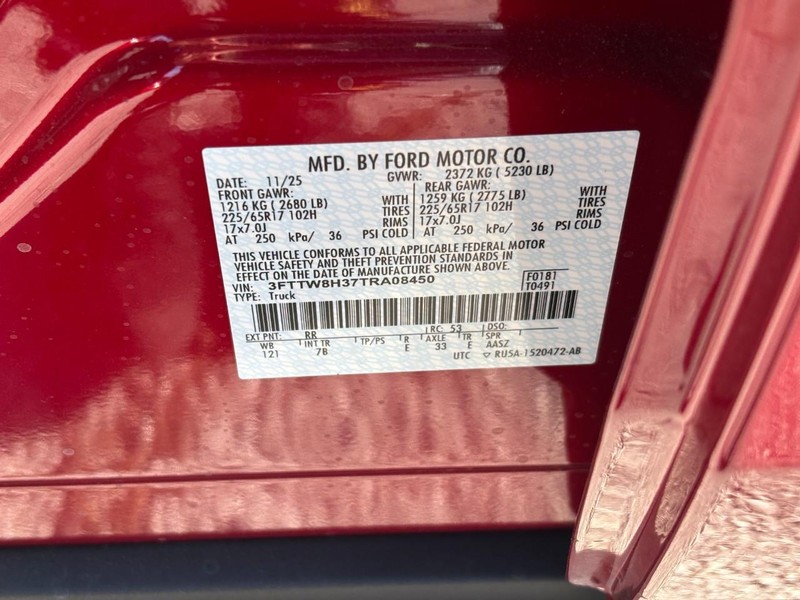 MFD. BY FORD MOTOR CO.
DATE: 11/25 GVWR: 2372 KG ( 5230 LB)
FRONT GAWR: REAR GAWR:
1216 KG ( 2680 LB) WITH 1259 KG ( 2775 LB) WITH
225/65R17 102H TIRES 225/65R17 102H TIRES
17x7.0J RIMS 17x7.0J RIMS
AT 250 kPa/ 36 PSI COLD AT 250 kPa/ 36 PSI COLD
THIS VEHICLE CONFORMS TO ALL APPLICABLE FEDERAL MOTOR
VEHICLE SAFETY AND THEFT PREVENTION STANDARDS IN
EFFECT ON THE DATE OF MANUFACTURE SHOWN ABOVE.
VIN: 3FTTW8H37TRA08450 F0181
TYPE: Truck T0491
EXT PNT: RR RC: 53 DSO:
WB INT TR TP/PS R AXLE TR SPR
121 7B E 33 E AASZ
UTC RU5A-1520472-AB